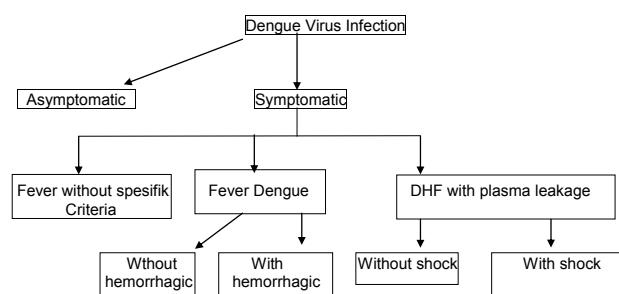 Dengue Virus Infection
Asymptomatic
Symptomatic
Fever without spesifik
Criteria
Fever Dengue
DHF with plasma leakage
Wthout
hemorrhagic
With
hemorrhagic
Without shock
With shock